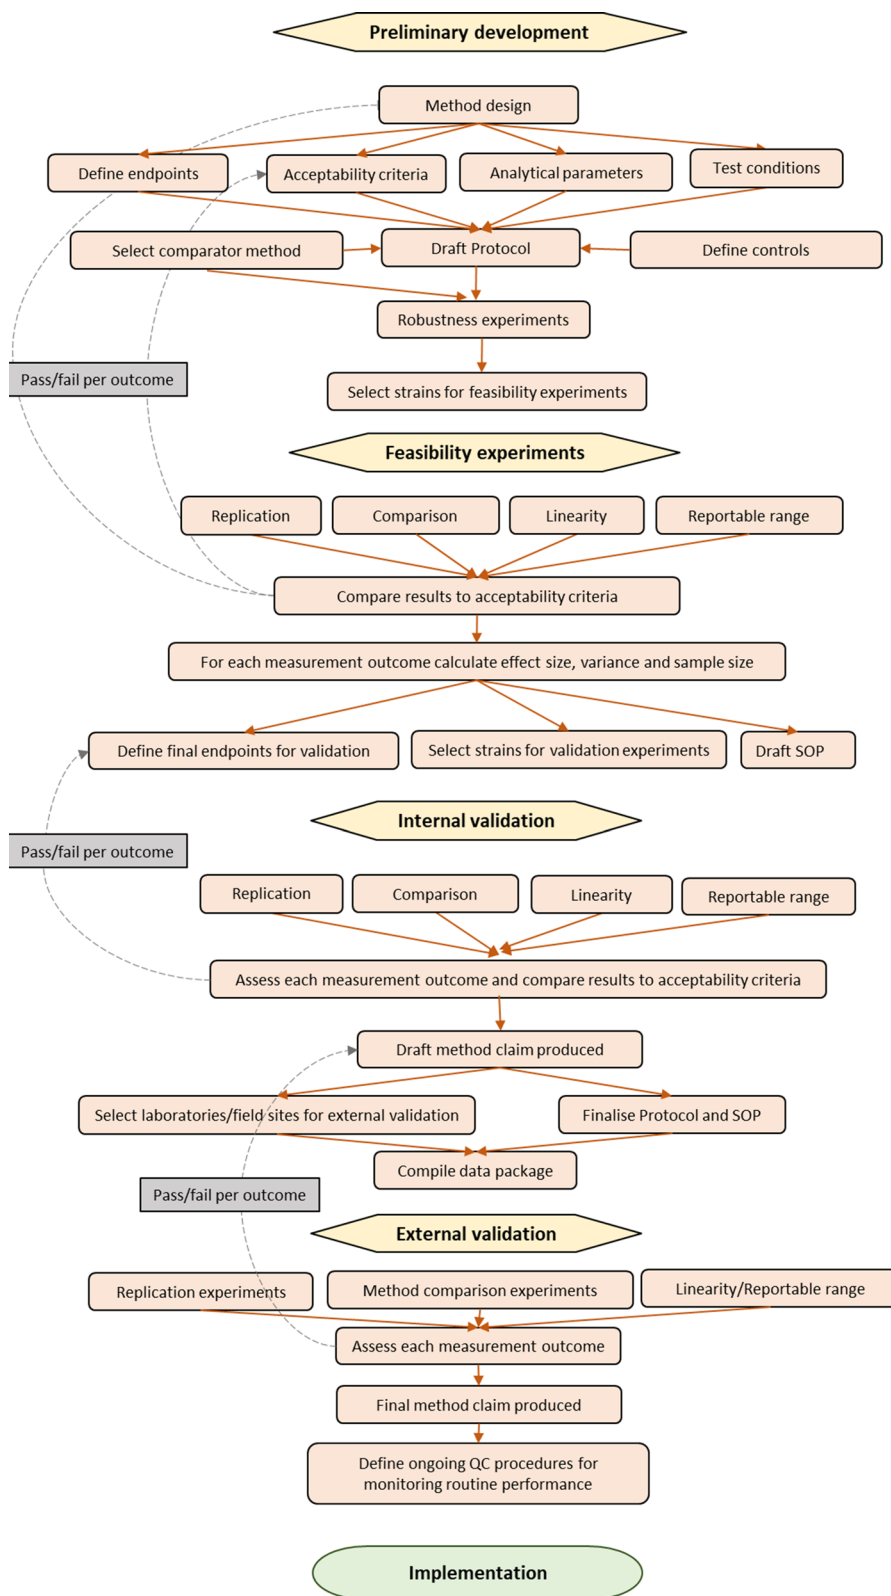 Preliminary development
Method design
Define endpoints
Acceptability criteria
Analytical parameters
Test conditions
Select comparator method
Draft Protocol
Define controls
Robustness experiments
Pass/fail per outcome
Select strains for feasibility experiments
Feasibility experiments
Replication
Comparison
Linearity
Reportable range
Compare results to acceptability criteria
For each measurement outcome calculate effect size, variance and sample size
Define final endpoints for validation
Select strains for validation experiments
Draft SOP
Internal validation
Pass/fail per outcome
Replication
Comparison
Linearity
Reportable range
Assess each measurement outcome and compare results to acceptability criteria
Draft method claim produced
Select laboratories/field sites for external validation
Finalise Protocol and SOP
Compile data package
Pass/fail per outcome
External validation
Replication experiments
Method comparison experiments
Linearity/Reportable range
Assess each measurement outcome
Final method claim produced
Define ongoing QC procedures for
monitoring routine performance
Implementation